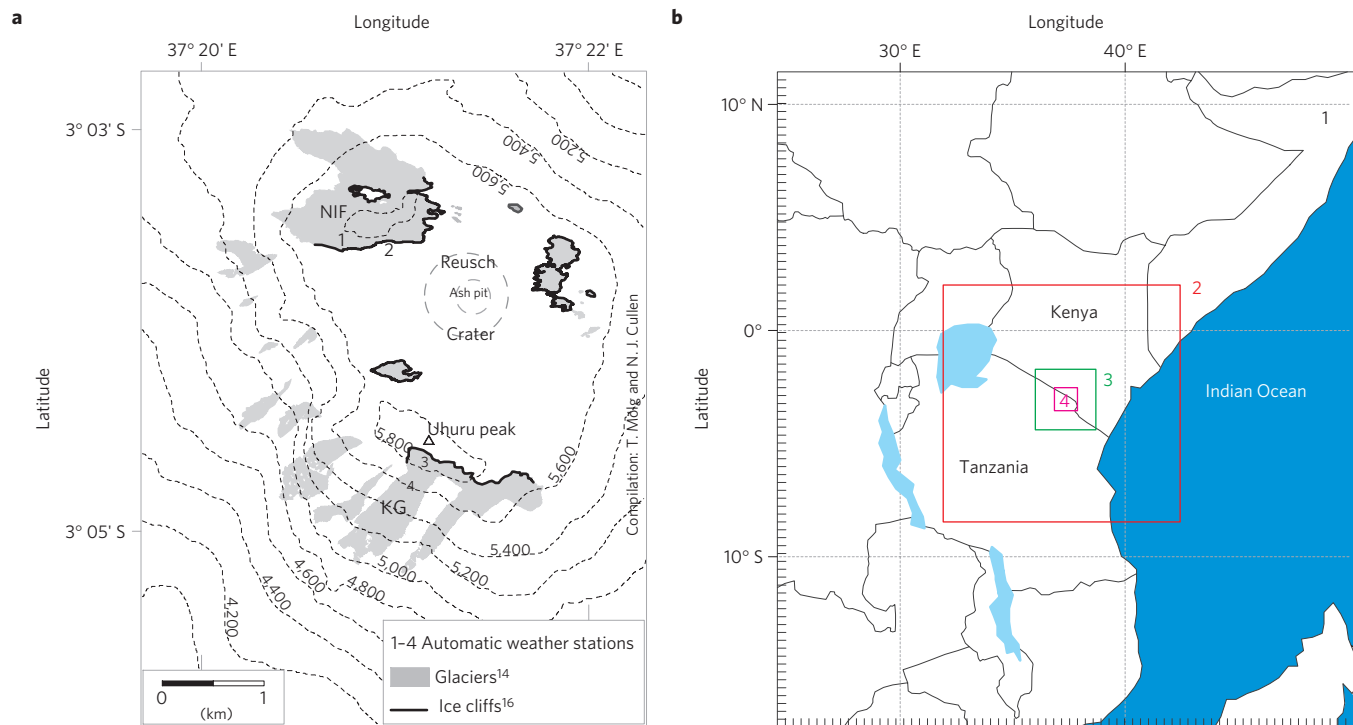 a
Longitude
37° 20' E
37° 22' E
3° 03' S
Latitude
3° 05' S
5,200
5,400
5,600
NIF
1
2
Reusch
Ash pit
Crater
Uhuru peak
5,800
3
4
KG
5,600
5,400
5,200
5,000
4,800
4,600
4,400
4,200
Compilation: T. Mölg and N. J. Cullen
1–4 Automatic weather stations
Glaciers¹⁴
Ice cliffs¹⁶
0
1
(km)
b
Longitude
30° E
40° E
10° N
1
2
Kenya
0°
3
4
Indian Ocean
Latitude
Tanzania
10° S